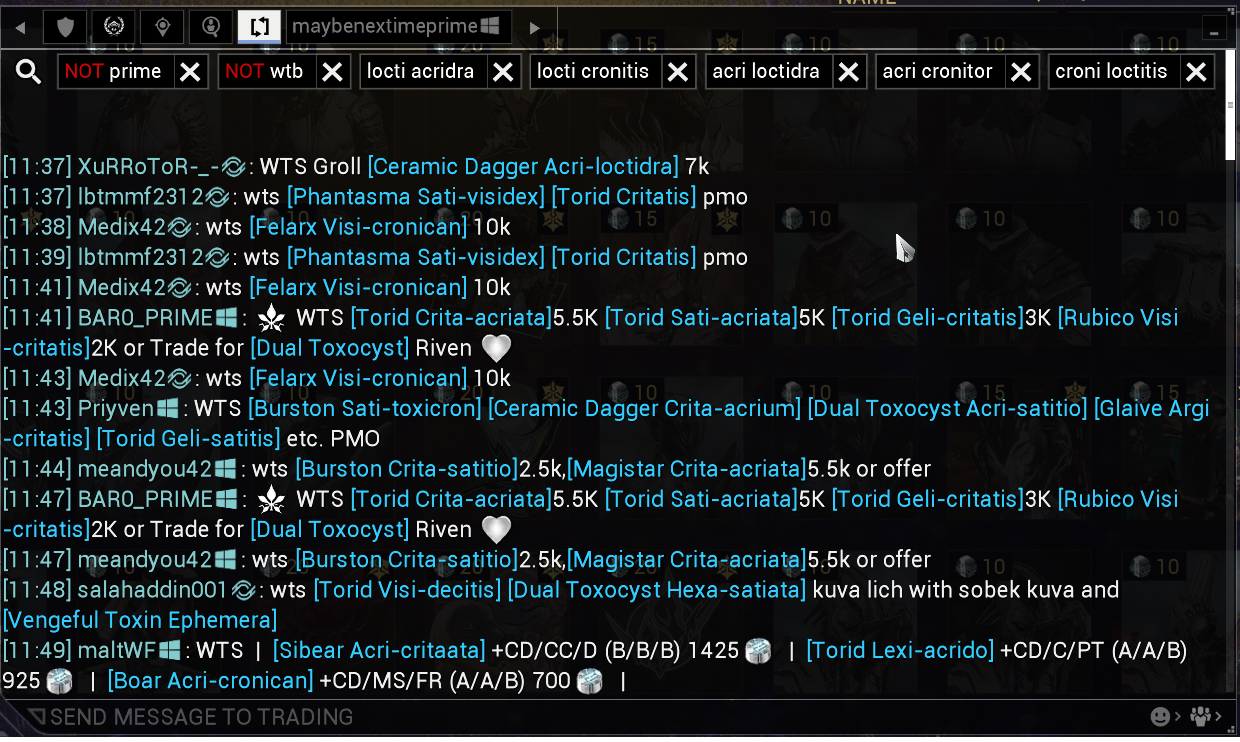 NAME
maybenextimeprime
NOT prime NOT wtb locti acridra locti cronitis acri loctidra acri cronitor croni loctitis
[11:37] XuRRoToR-_-: WTS Groll [Ceramic Dagger Acri-loctidra] 7k
[11:37] lbtmmf2312: wts [Phantasma Sati-visidex] [Torid Critatis] pmo
[11:38] Medix42: wts [Felarx Visi-cronican] 10k
[11:39] lbtmmf2312: wts [Phantasma Sati-visidex] [Torid Critatis] pmo
[11:41] Medix42: wts [Felarx Visi-cronican] 10k
[11:41] BAR0_PRIME: WTS [Torid Crita-acriata]5.5K [Torid Sati-acriata]5K [Torid Geli-critatis]3K [Rubico Visi
-critatis]2K or Trade for [Dual Toxocyst] Riven
[11:43] Medix42: wts [Felarx Visi-cronican] 10k
[11:43] Priyven: WTS [Burston Sati-toxicron] [Ceramic Dagger Crita-acrium] [Dual Toxocyst Acri-satitio] [Glaive Argi
-critatis] [Torid Geli-satitis] etc. PMO
[11:44] meandyou42: wts [Burston Crita-satitio]2.5k,[Magistar Crita-acriata]5.5k or offer
[11:47] BAR0_PRIME: WTS [Torid Crita-acriata]5.5K [Torid Sati-acriata]5K [Torid Geli-critatis]3K [Rubico Visi
-critatis]2K or Trade for [Dual Toxocyst] Riven
[11:47] meandyou42: wts [Burston Crita-satitio]2.5k,[Magistar Crita-acriata]5.5k or offer
[11:48] salahaddin001: wts [Torid Visi-decitis] [Dual Toxocyst Hexa-satiata] kuva lich with sobek kuva and
[Vengeful Toxin Ephemera]
[11:49] maltWF: WTS | [Sibear Acri-critaata] +CD/CC/D (B/B/B) 1425 | [Torid Lexi-acrido] +CD/C/PT (A/A/B)
925 | [Boar Acri-cronican] +CD/MS/FR (A/A/B) 700 |
SEND MESSAGE TO TRADING